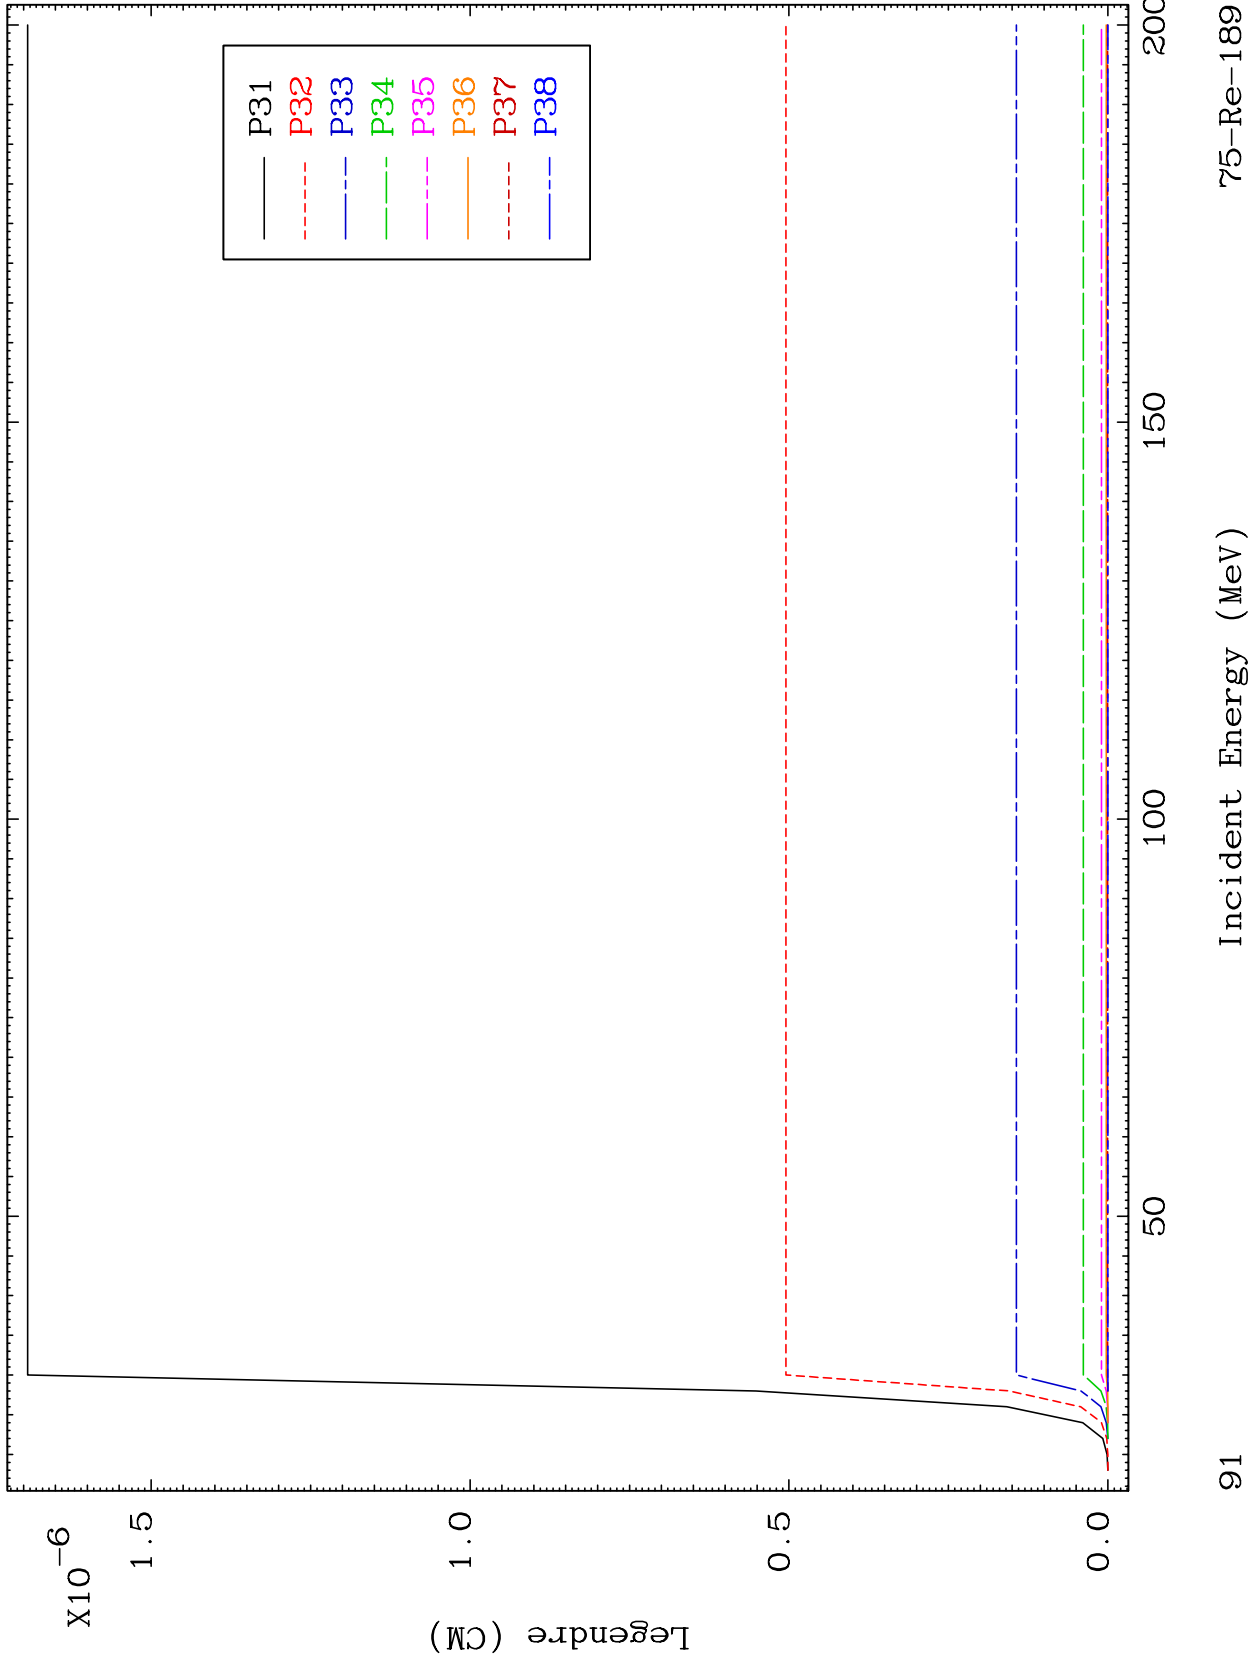 X10-6
1.5
1.0
0.5
0.0
Legendre (CM)
P31
P32
P33
P34
P35
P36
P37
P38
50
100
150
200
Incident Energy (MeV)
91
75-Re-189